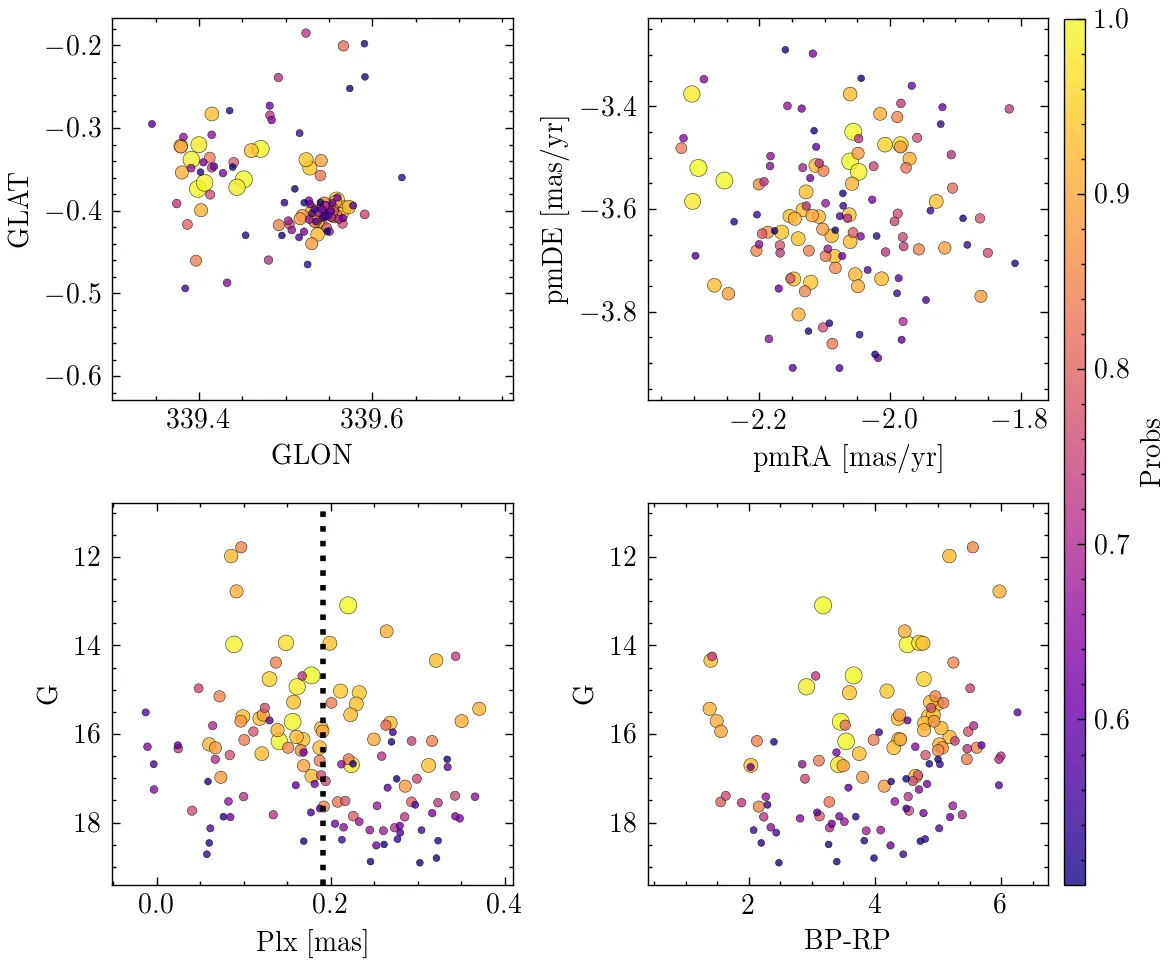 −0.2
−0.3
−0.4
−0.5
−0.6
GLAT
339.4 339.6
GLON
−3.4
−3.6
−3.8
pmDE [mas/yr]
−2.2 −2.0 −1.8
pmRA [mas/yr]
1.0
0.9
0.8
0.7
0.6
Probs
12
14
16
18
G
0.0 0.2 0.4
Plx [mas]
12
14
16
18
G
2 4 6
BP-RP